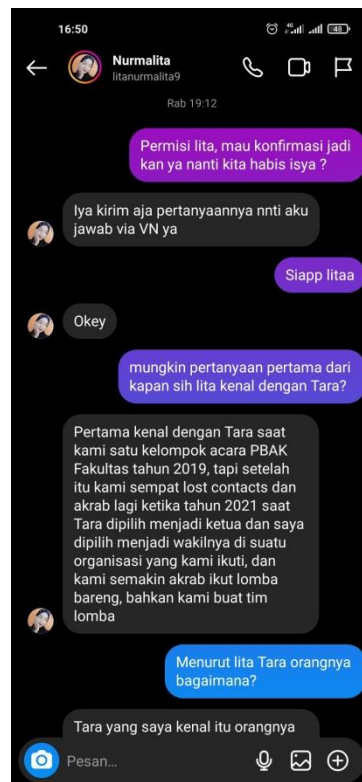 16:50
4G
48
Nurmalita
litanurmalita9
Rab 19:12
Permisi lita, mau konfirmasi jadi
kan ya nanti kita habis isya ?
Iya kirim aja pertanyaannya nnti aku
jawab via VN ya
Siapp litaa
Okey
mungkin pertanyaan pertama dari
kapan sih lita kenal dengan Tara?
Pertama kenal dengan Tara saat
kami satu kelompok acara PBAK
Fakultas tahun 2019, tapi setelah
itu kami sempat lost contacts dan
akrab lagi ketika tahun 2021 saat
Tara dipilih menjadi ketua dan saya
dipilih menjadi wakilnya di suatu
organisasi yang kami ikuti, dan
kami semakin akrab ikut lomba
bareng, bahkan kami buat tim
lomba
Menurut lita Tara orangnya
bagaimana?
Tara yang saya kenal itu orangnya
Pesan...